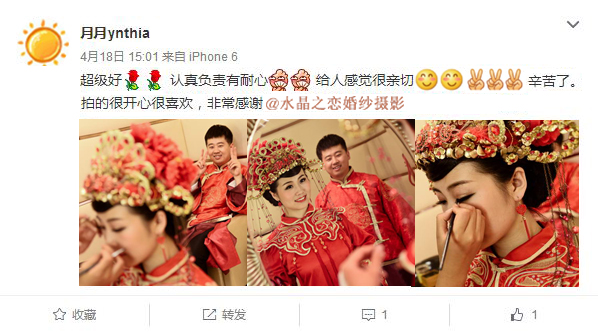 月月ynthia
4月18日 15:01 来自 iPhone 6
超级好 认真负责有耐心 给人感觉很亲切 辛苦了。
拍的很开心很喜欢，非常感谢@水晶之恋婚纱摄影
收藏 转发 1 1